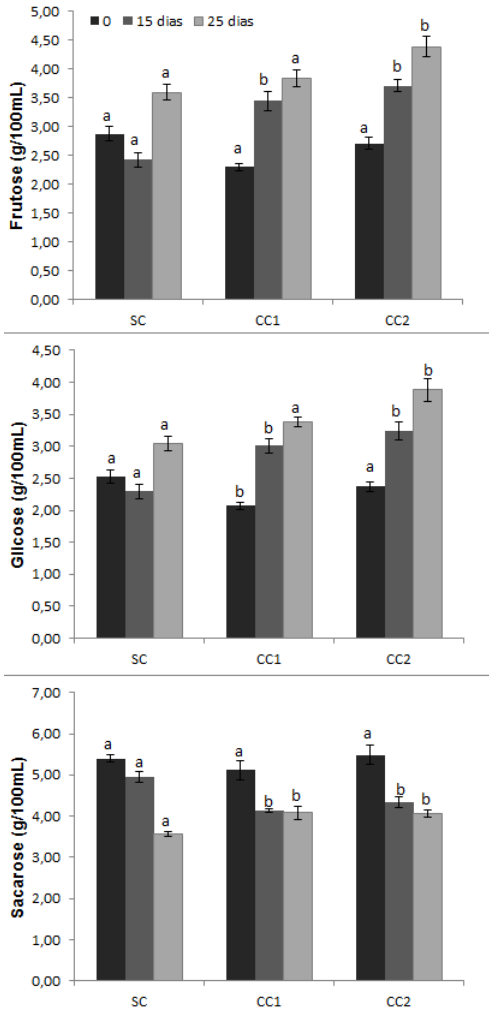 5,00
0 15 dias 25 dias
4,50
4,00
3,50
3,00
2,50
2,00
1,50
1,00
0,50
0,00
Frutose (g/100mL)
a a a
a b a
a b b
SC CC1 CC2
4,50
4,00
3,50
3,00
2,50
2,00
1,50
1,00
0,50
0,00
Glicose (g/100mL)
a a a
b b a
a b b
SC CC1 CC2
7,00
6,00
5,00
4,00
3,00
2,00
1,00
0,00
Sacarose (g/100mL)
a a a
a b b
a b b
SC CC1 CC2